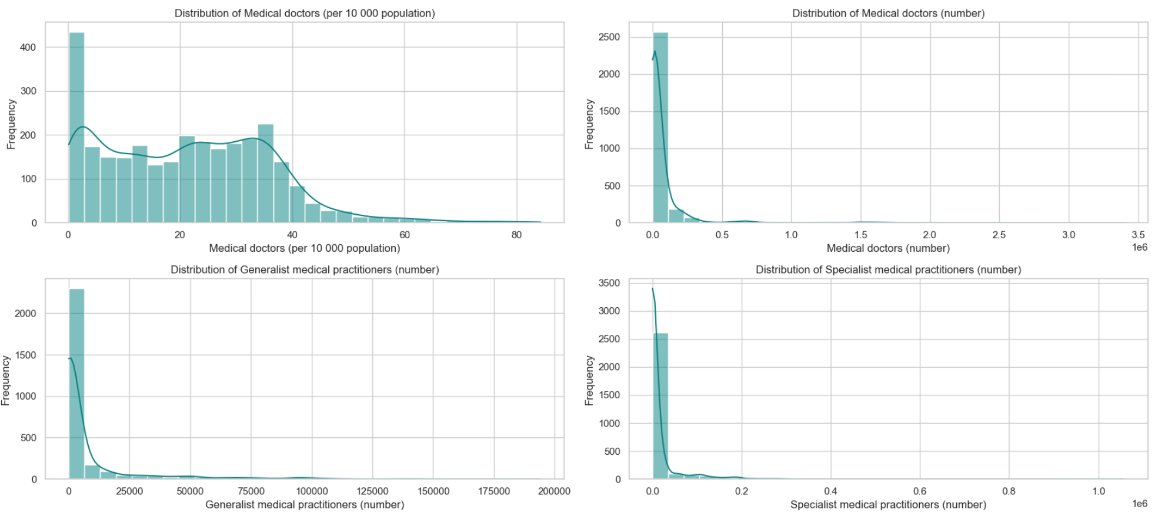 Distribution of Medical doctors (per 10 000 population)
Frequency
400
300
200
100
0
0 20 40 60 80
Medical doctors (per 10 000 population)
Distribution of Medical doctors (number)
Frequency
2500
2000
1500
1000
500
0
0.0 0.5 1.0 1.5 2.0 2.5 3.0 3.5
1e6
Medical doctors (number)
Distribution of Generalist medical practitioners (number)
Frequency
2000
1500
1000
500
0
0 25000 50000 75000 100000 125000 150000 175000 200000
Generalist medical practitioners (number)
Distribution of Specialist medical practitioners (number)
Frequency
3500
3000
2500
2000
1500
1000
500
0
0.0 0.2 0.4 0.6 0.8 1.0
1e6
Specialist medical practitioners (number)